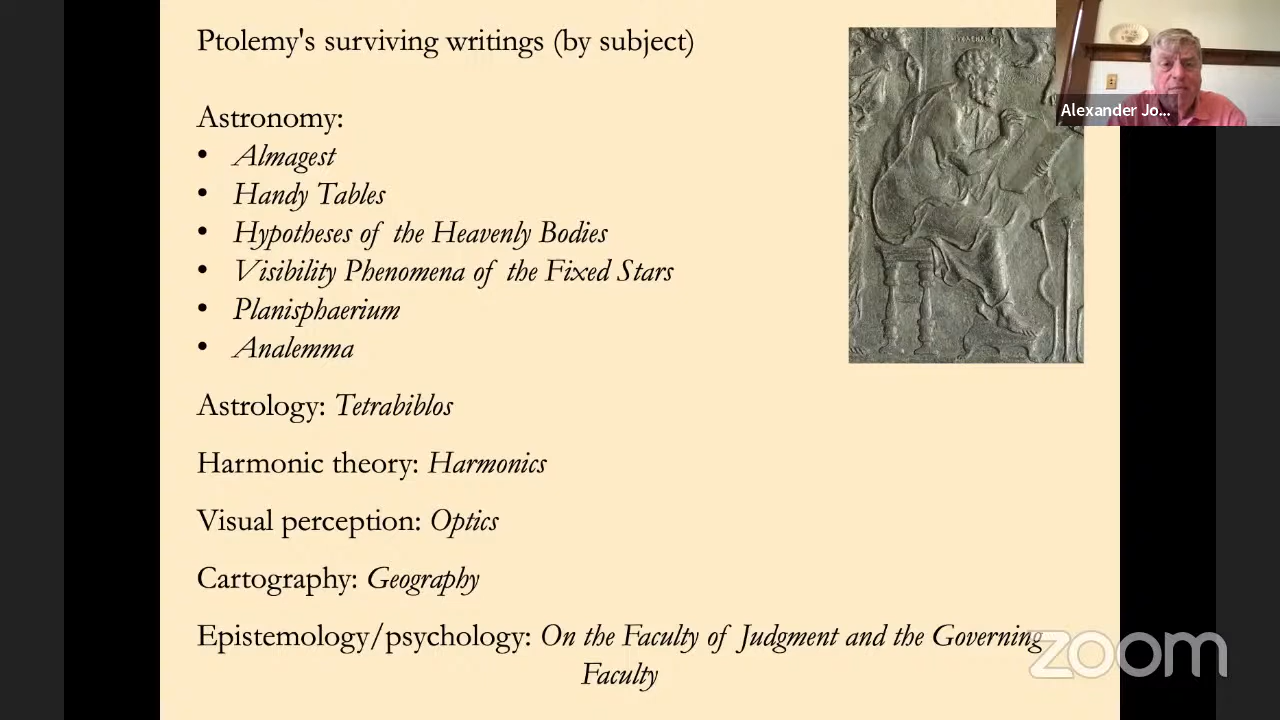 Ptolemy's surviving writings (by subject)
Alexander Jo...
Astronomy:
• Almagest
• Handy Tables
• Hypotheses of the Heavenly Bodies
• Visibility Phenomena of the Fixed Stars
• Planisphaerium
• Analemma
Astrology: Tetrabiblos
Harmonic theory: Harmonics
Visual perception: Optics
Cartography: Geography
Epistemology/psychology: On the Faculty of Judgment and the Governing
Faculty
zoom